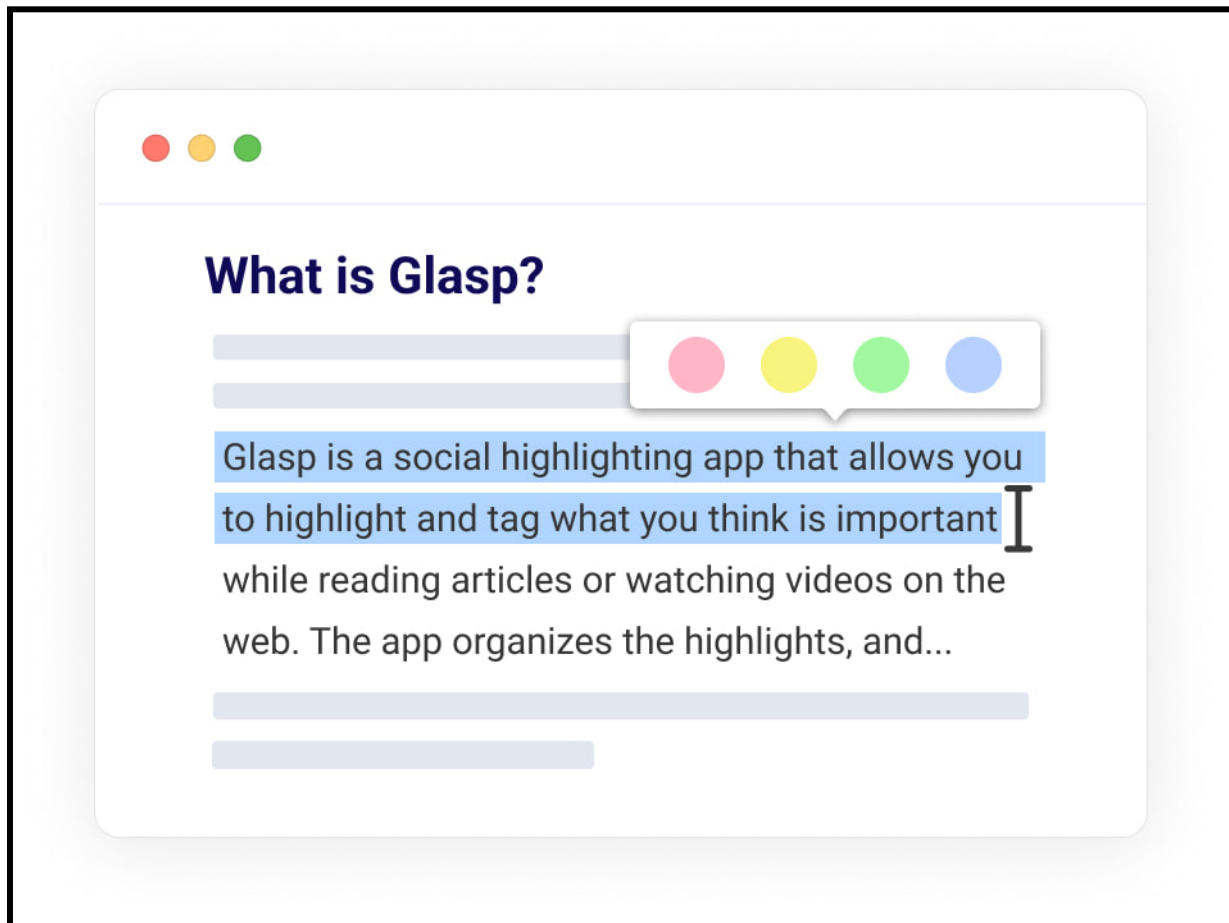 What is Glasp?
Glasp is a social highlighting app that allows you
to highlight and tag what you think is important
while reading articles or watching videos on the
web. The app organizes the highlights, and...